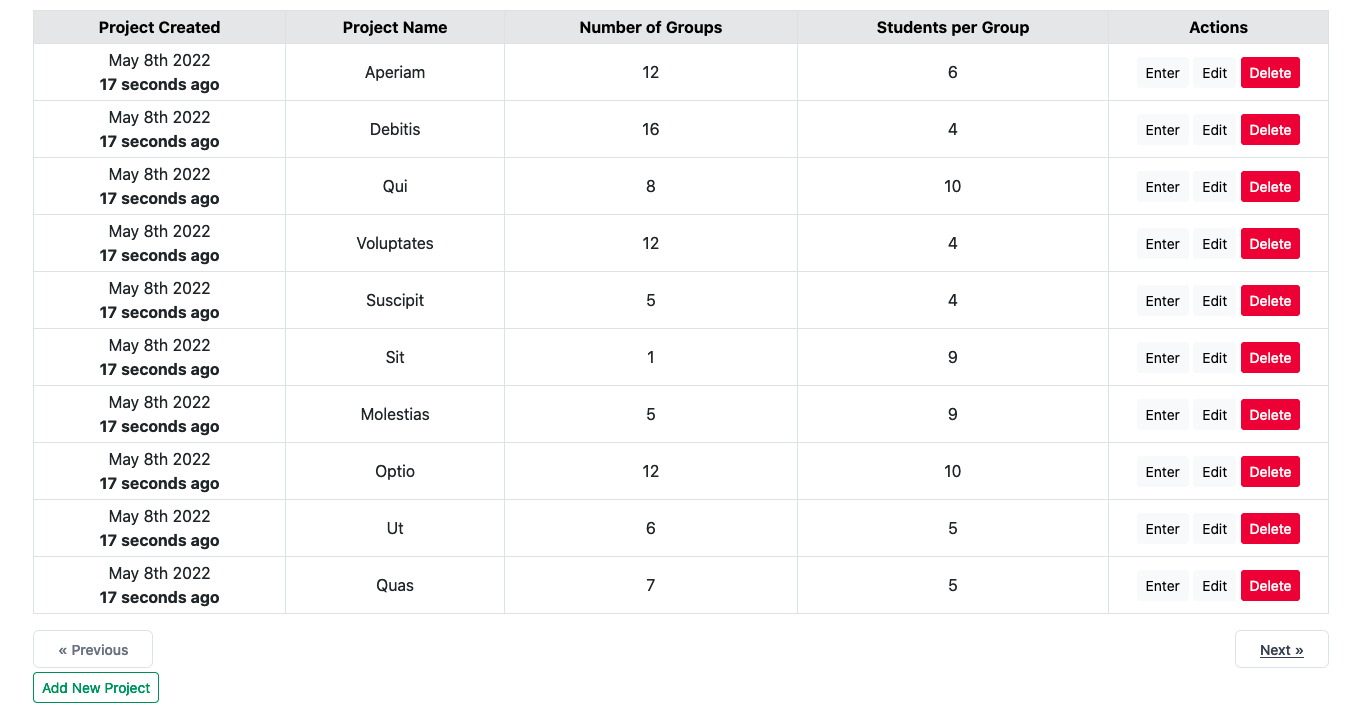 Project Created Project Name Number of Groups Students per Group Actions
May 8th 2022
17 seconds ago
Aperiam 12 6 Enter Edit Delete
May 8th 2022
17 seconds ago
Debitis 16 4 Enter Edit Delete
May 8th 2022
17 seconds ago
Qui 8 10 Enter Edit Delete
May 8th 2022
17 seconds ago
Voluptates 12 4 Enter Edit Delete
May 8th 2022
17 seconds ago
Suscipit 5 4 Enter Edit Delete
May 8th 2022
17 seconds ago
Sit 1 9 Enter Edit Delete
May 8th 2022
17 seconds ago
Molestias 5 9 Enter Edit Delete
May 8th 2022
17 seconds ago
Optio 12 10 Enter Edit Delete
May 8th 2022
17 seconds ago
Ut 6 5 Enter Edit Delete
May 8th 2022
17 seconds ago
Quas 7 5 Enter Edit Delete
« Previous Next »
Add New Project